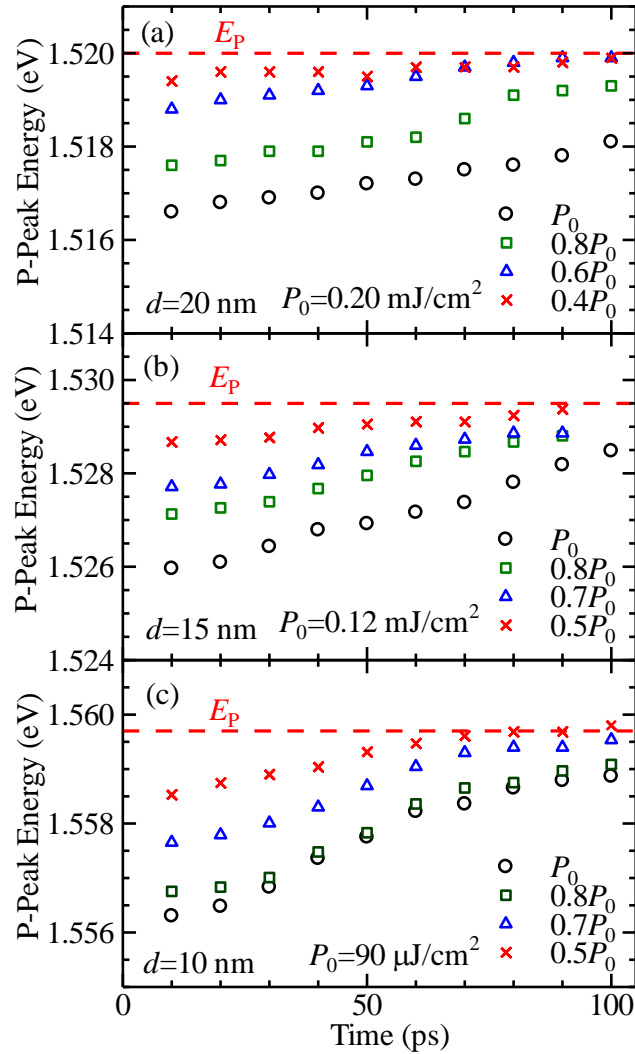 (a)
E_P
P-Peak Energy (eV)
1.520
1.518
1.516
1.514
P_0
0.8P_0
0.6P_0
0.4P_0
d=20 nm
P_0=0.20 mJ/cm^2
(b)
E_P
P-Peak Energy (eV)
1.530
1.528
1.526
1.524
P_0
0.8P_0
0.7P_0
0.5P_0
d=15 nm
P_0=0.12 mJ/cm^2
(c)
E_P
P-Peak Energy (eV)
1.560
1.558
1.556
P_0
0.8P_0
0.7P_0
0.5P_0
d=10 nm
P_0=90 μJ/cm^2
0
50
100
Time (ps)